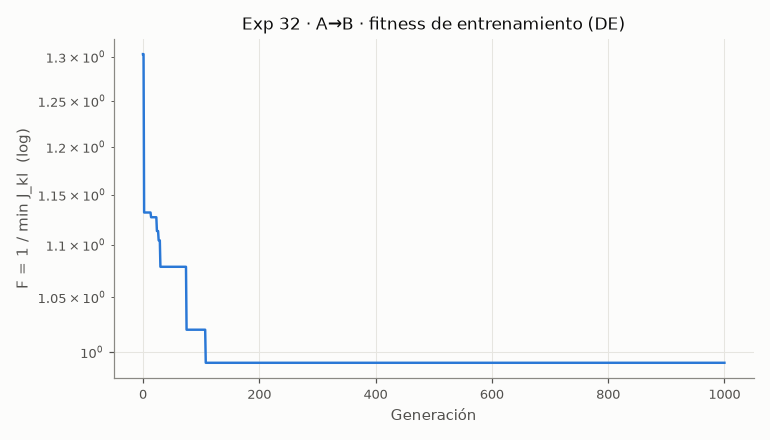 Exp 32 · A→B · fitness de entrenamiento (DE)
F = 1 / min J_kl (log)
1.3 × 10⁰
1.25 × 10⁰
1.2 × 10⁰
1.15 × 10⁰
1.1 × 10⁰
1.05 × 10⁰
10⁰
0 200 400 600 800 1000
Generación